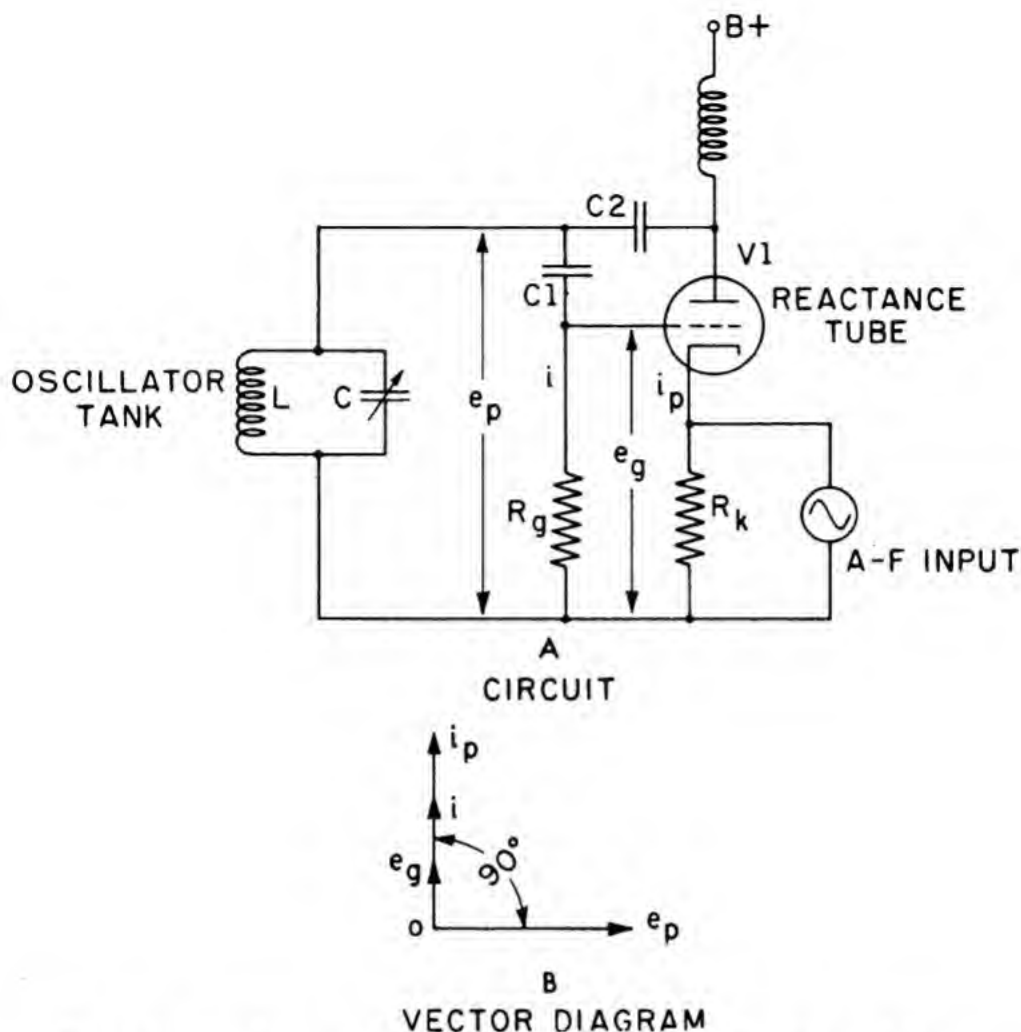 B+
C2
V1
C1
REACTANCE
TUBE
OSCILLATOR
TANK
L
C
ep
i
ip
eg
Rg
Rk
A-F INPUT
A
CIRCUIT
ip
i
90°
eg
o
ep
B
VECTOR DIAGRAM